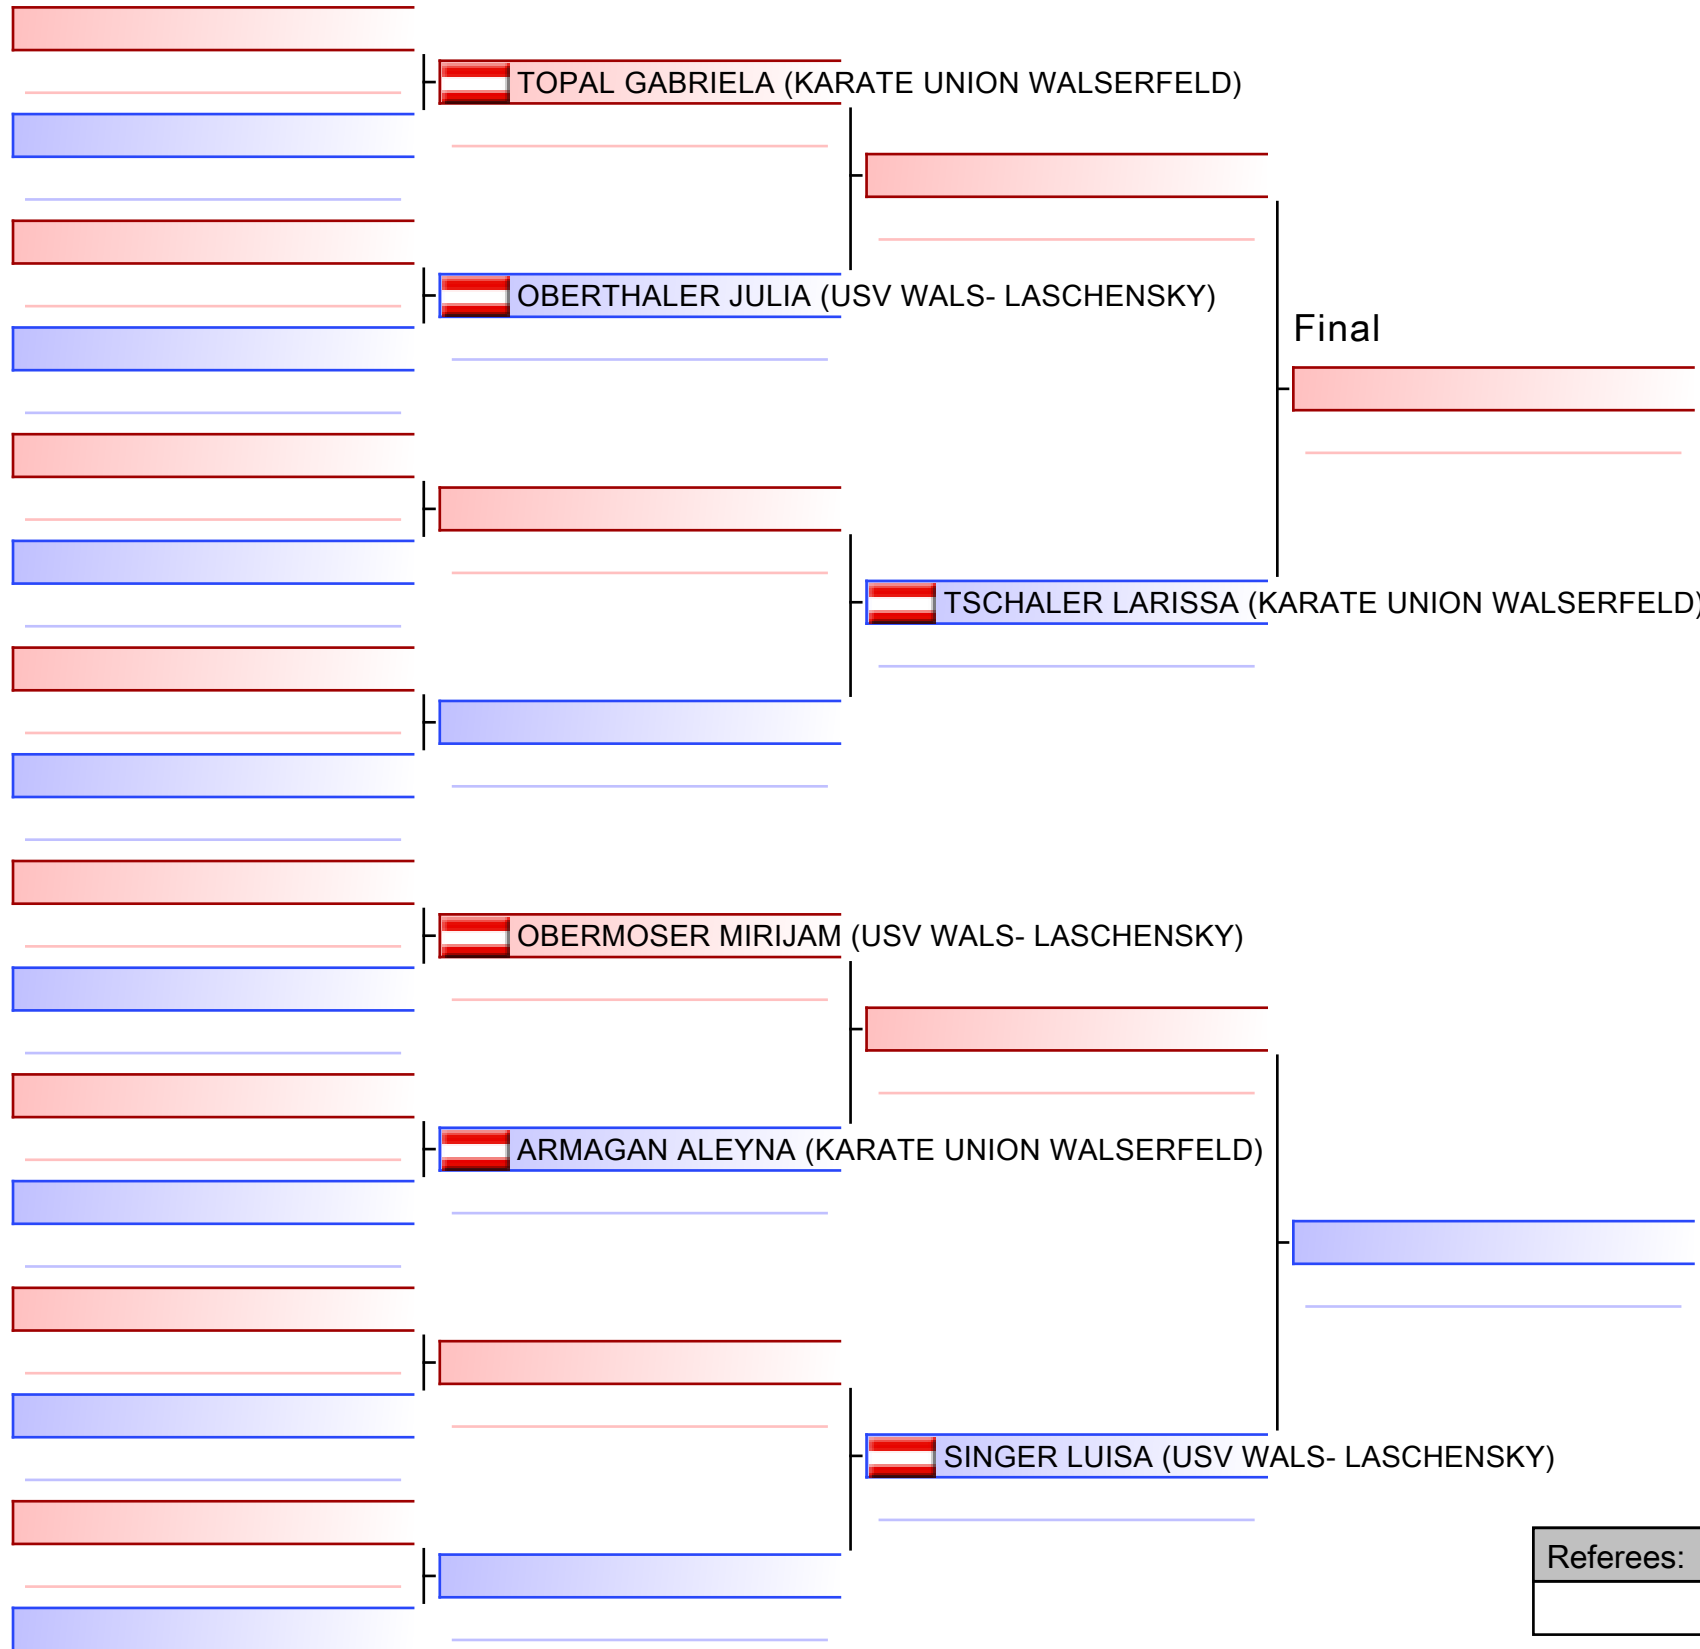 TOPAL GABRIELA (KARATE UNION WALSERFELD)
OBERTHALER JULIA (USV WALS- LASCHENSKY)
Final
TSCHALER LARISSA (KARATE UNION WALSERFELD)
OBERMOSER MIRIJAM (USV WALS- LASCHENSKY)
ARMAGAN ALEYNA (KARATE UNION WALSERFELD)
SINGER LUISA (USV WALS- LASCHENSKY)
Referees: